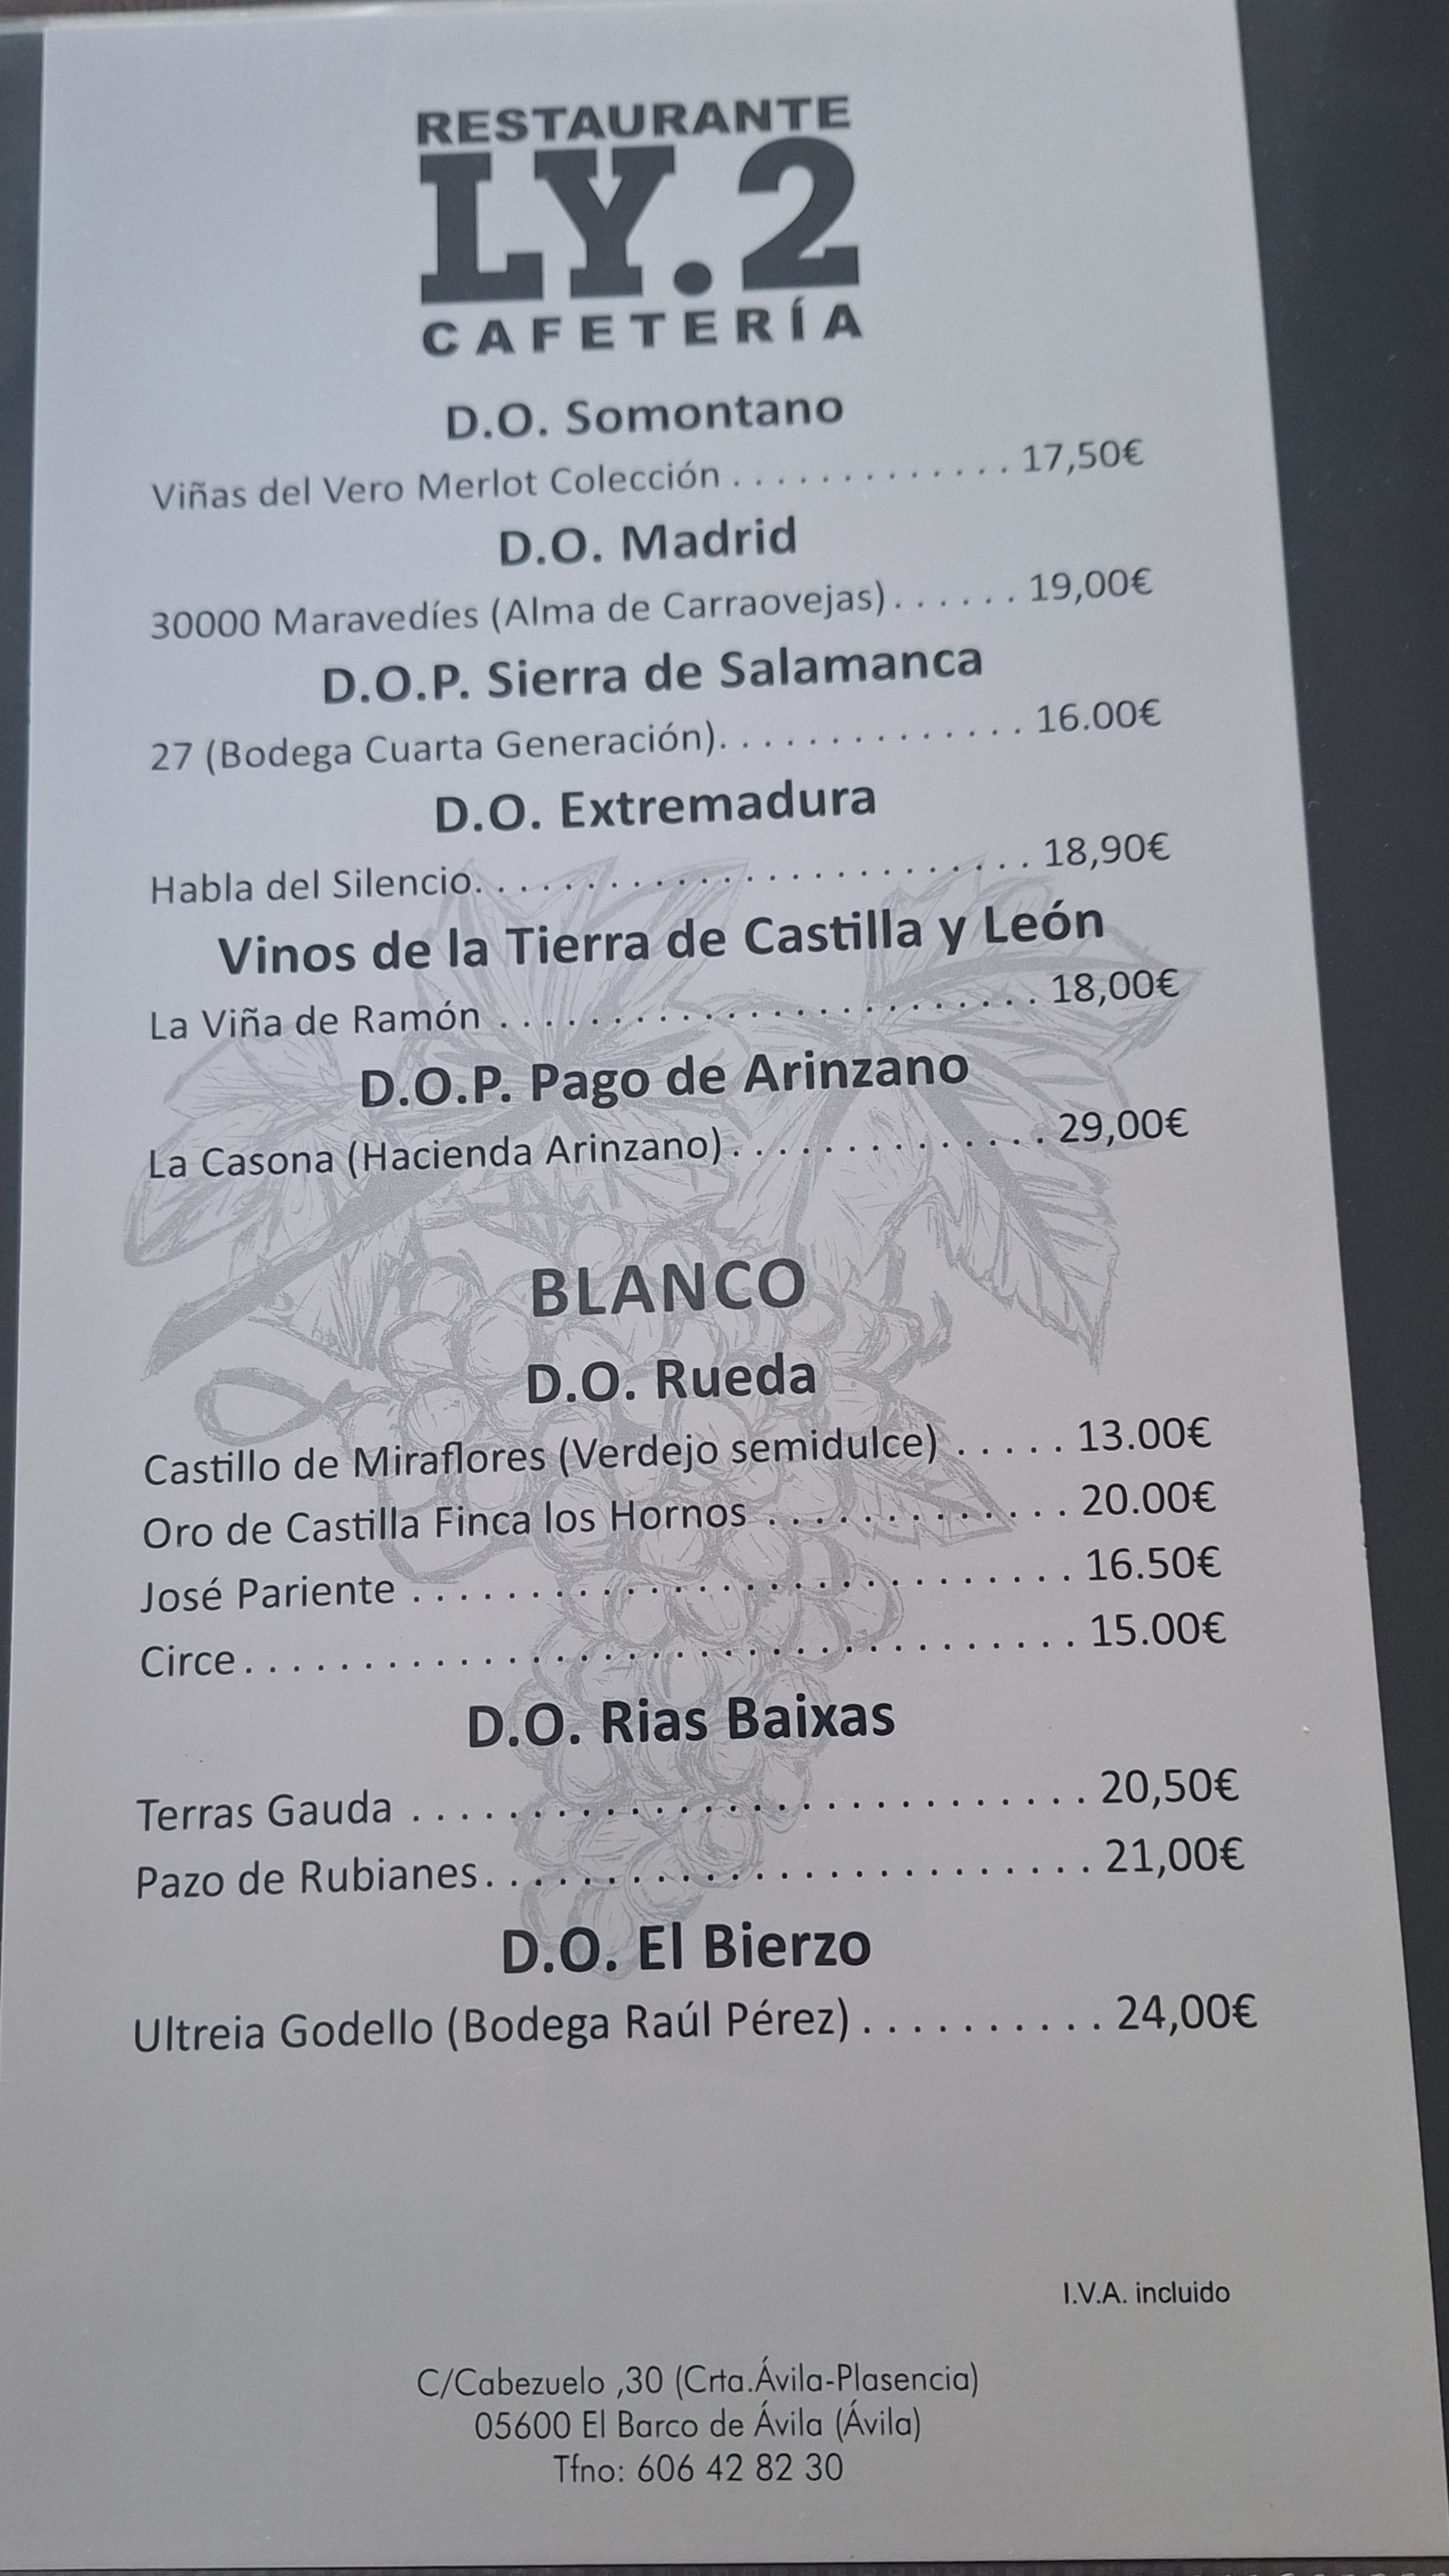 RESTAURANTE
LY.2
CAFETERÍA
D.O. Somontano
Viñas del Vero Merlot Colección . . . . . . . . . . . . . 17,50€
D.O. Madrid
30000 Maravedíes (Alma de Carraovejas). . . . . . 19,00€
D.O.P. Sierra de Salamanca
27 (Bodega Cuarta Generación). . . . . . . . . . . . . . 16.00€
D.O. Extremadura
Habla del Silencio. . . . . . . . . . . . . . . . . . . . . . . . . 18,90€
Vinos de la Tierra de Castilla y León
La Viña de Ramón . . . . . . . . . . . . . . . . . . . . . . . . 18,00€
D.O.P. Pago de Arinzano
La Casona (Hacienda Arinzano). . . . . . . . . . . . . . 29,00€
BLANCO
D.O. Rueda
Castillo de Miraflores (Verdejo semidulce) . . . . . 13.00€
Oro de Castilla Finca los Hornos . . . . . . . . . . . . . 20.00€
José Pariente . . . . . . . . . . . . . . . . . . . . . . . . . . . . 16.50€
Circe. . . . . . . . . . . . . . . . . . . . . . . . . . . . . . . . . . . 15.00€
D.O. Rias Baixas
Terras Gauda . . . . . . . . . . . . . . . . . . . . . . . . . . . . 20,50€
Pazo de Rubianes. . . . . . . . . . . . . . . . . . . . . . . . . 21,00€
D.O. El Bierzo
Ultreia Godello (Bodega Raúl Pérez) . . . . . . . . . . 24,00€
I.V.A. incluido
C/Cabezuelo ,30 (Crta.Ávila-Plasencia)
05600 El Barco de Ávila (Ávila)
Tfno: 606 42 82 30